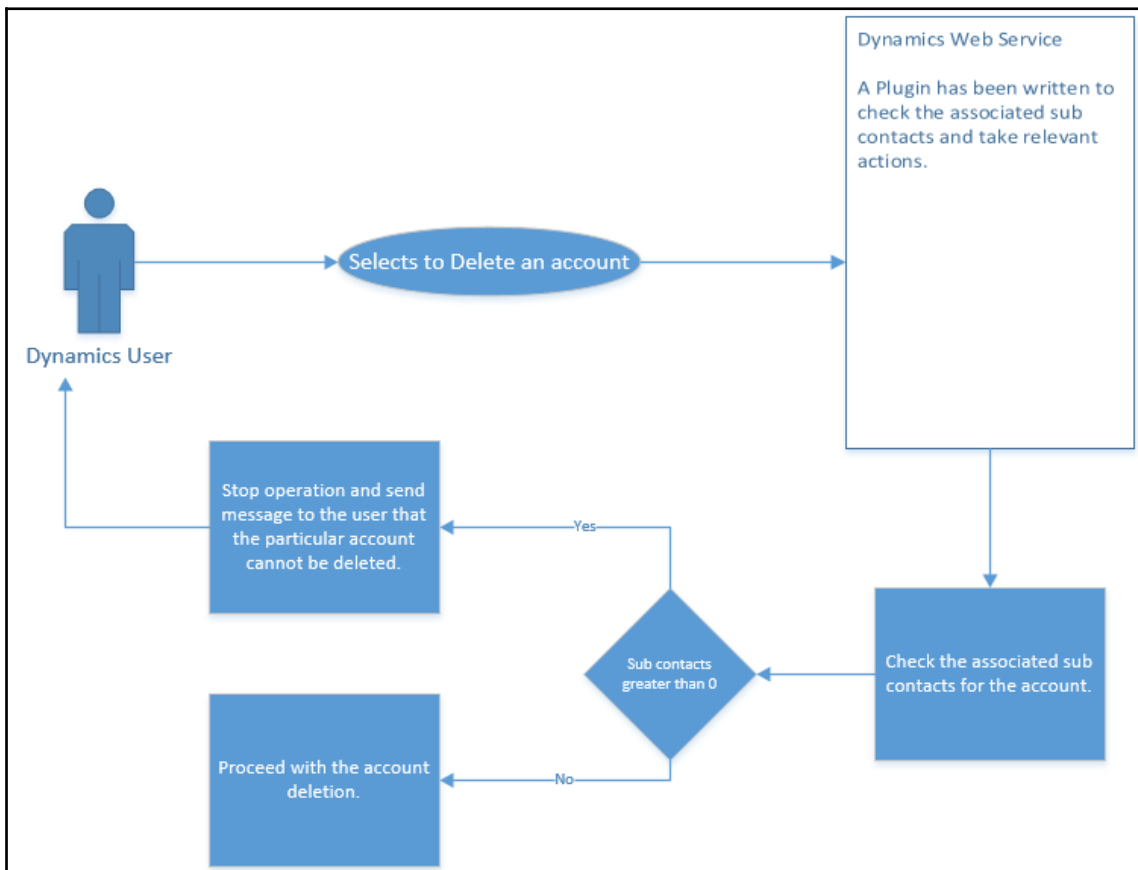 Dynamics Web Service
A Plugin has been written to
check the associated sub
contacts and take relevant
actions.
Selects to Delete an account
Dynamics User
Stop operation and send
message to the user that
the particular account
cannot be deleted.
Yes
Sub contacts
greater than 0
Check the associated sub
contacts for the account.
Proceed with the account
deletion.
No